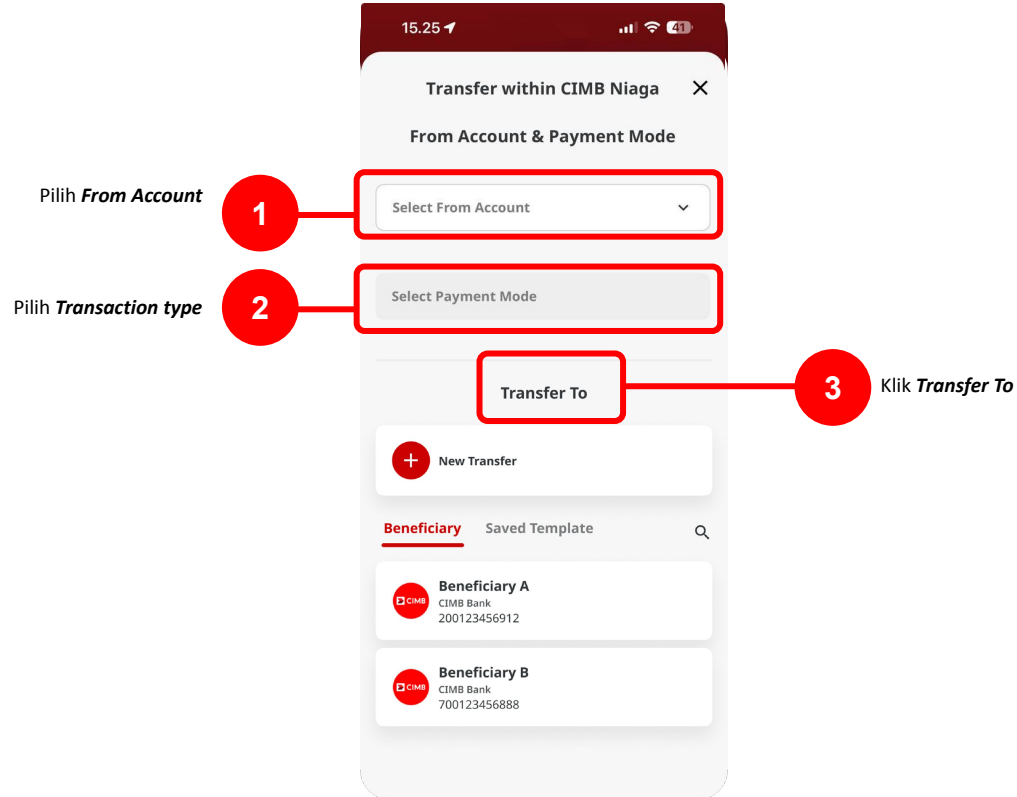 15.25
41
Transfer within CIMB Niaga
From Account & Payment Mode
Pilih From Account
1
Select From Account
Pilih Transaction type
2
Select Payment Mode
Transfer To
3
Klik Transfer To
New Transfer
Beneficiary
Saved Template
CIMB
Beneficiary A
CIMB Bank
200123456912
CIMB
Beneficiary B
CIMB Bank
700123456888